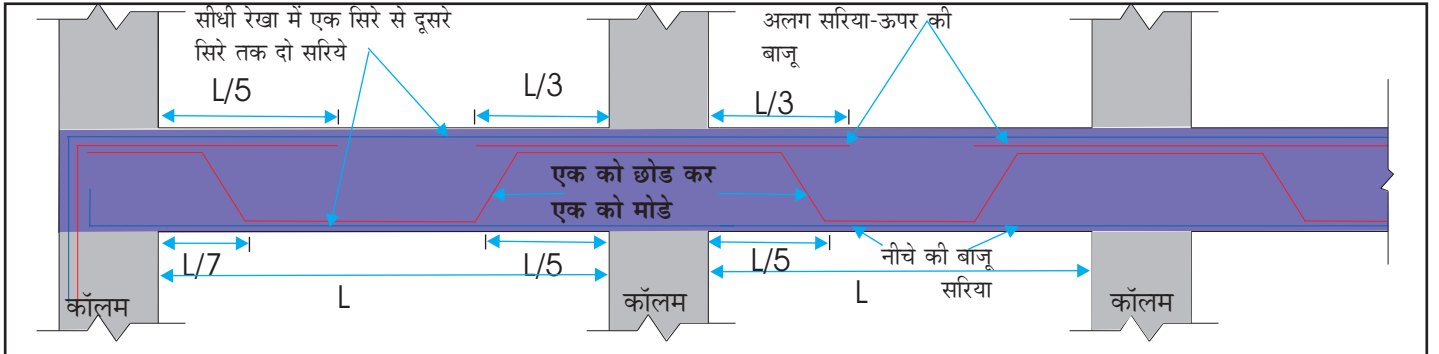 सीधी रेखा में एक सिरे से दूसरे
सिरे तक दो सरिये
अलग सरिया-ऊपर की
बाजू
L/5
L/3
L/3
एक को छोड कर
एक को मोडे
L/7
L/5
L/5
नीचे की बाजू
सरिया
L
L
कॉलम
कॉलम
कॉलम